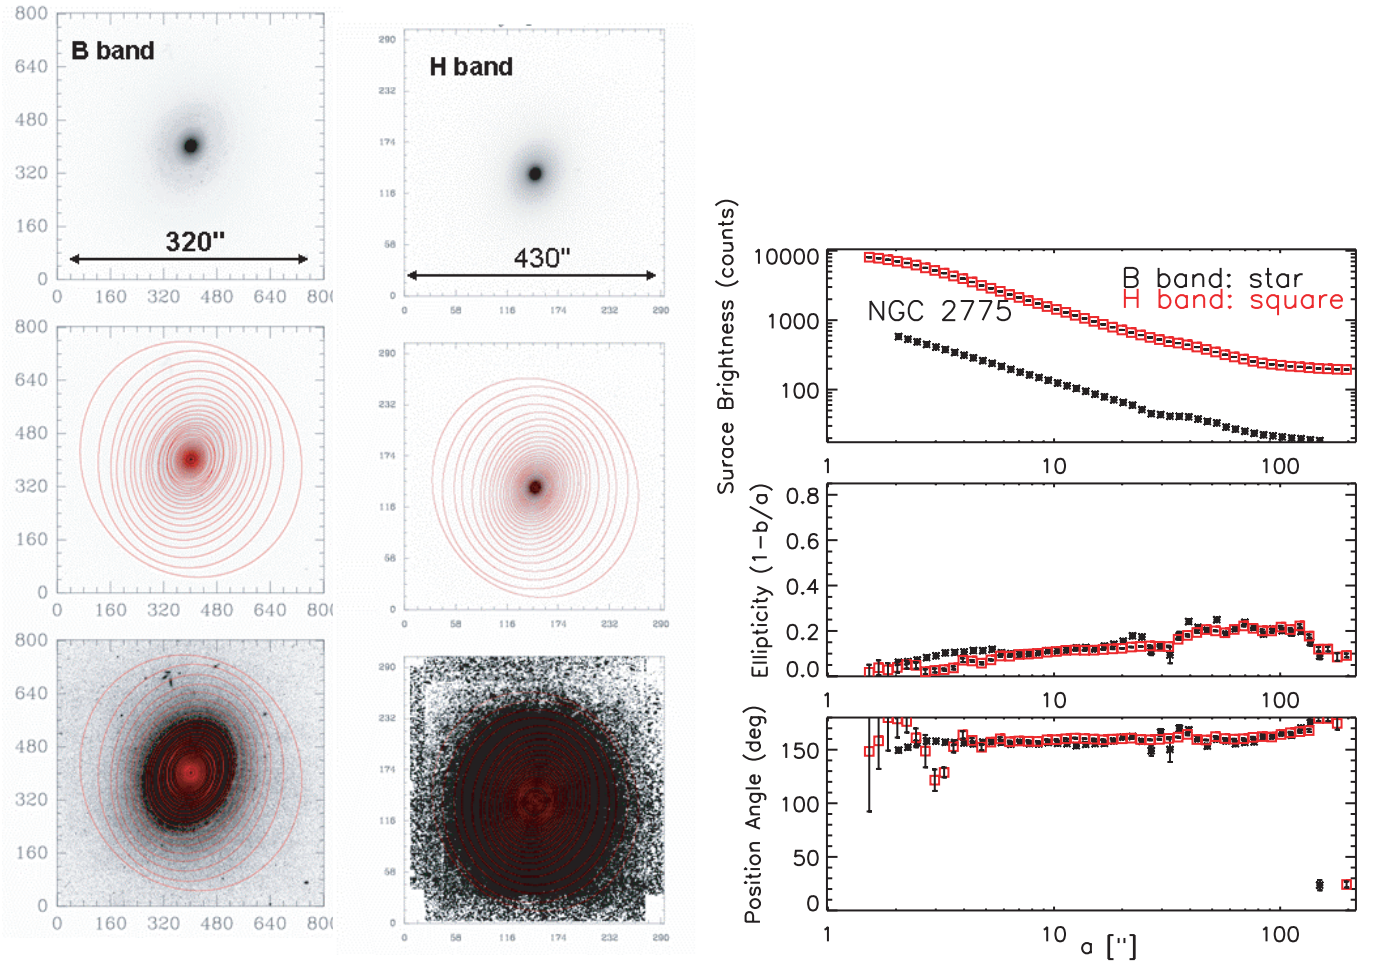 800
640
480
320
160
0
B band
320"
0 160 320 480 640 800
290
232
174
116
58
0
H band
430"
0 58 116 174 232 290
800
640
480
320
160
0
0 160 320 480 640 80
290
232
174
116
58
0
0 58 116 174 232 290
800
640
480
320
160
0
0 160 320 480 640 80
290
232
174
116
58
0
0 58 116 174 232 290
Surace Brightness (counts)
10000
1000
100
B band: star
H band: square
NGC 2775
1 10 100
Ellipticity (1-b/a)
0.8
0.6
0.4
0.2
0.0
1 10 100
Position Angle (deg)
150
100
50
0
1 10 100
a ["]